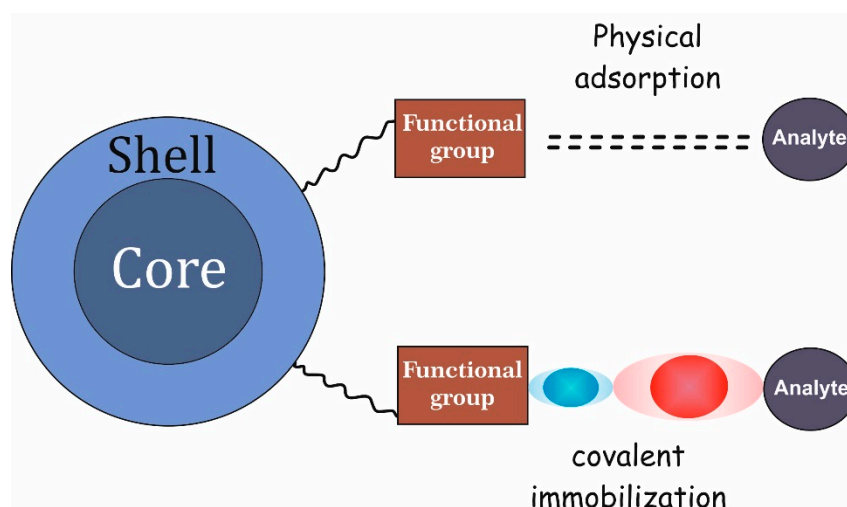 Physical
adsorption
Functional
group
Analyte
Shell
Core
Functional
group
Analyte
covalent
immobilization